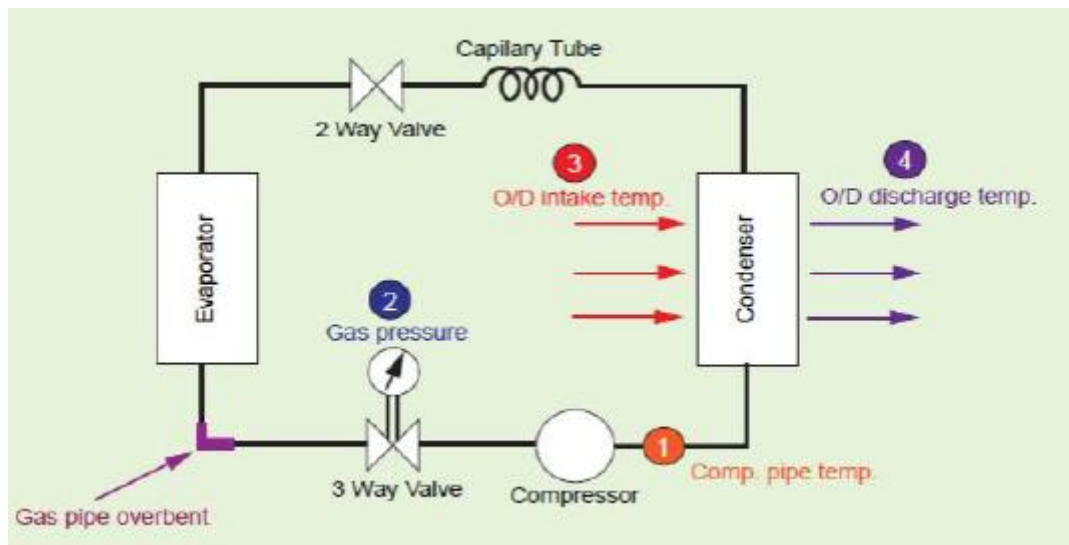 Capillary Tube
2 Way Valve
3
4
O/D intake temp.
O/D discharge temp.
Evaporator
Condenser
2
Gas pressure
1
Comp. pipe temp.
3 Way Valve
Compressor
Gas pipe overbent